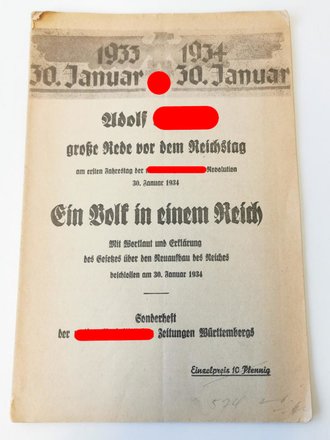 1933 1934
30. Januar 30. Januar
Adolf
große Rede vor dem Reichstag
am ersten Jahrestag der Revolution
30. Januar 1934
Ein Volk in einem Reich
Mit Wortlaut und Erklärung
des Gesetzes über den Neuaufbau des Reiches
beschlossen am 30. Januar 1934
Sonderheft
der Zeitungen Württembergs
Einzelpreis 10 Pfennig